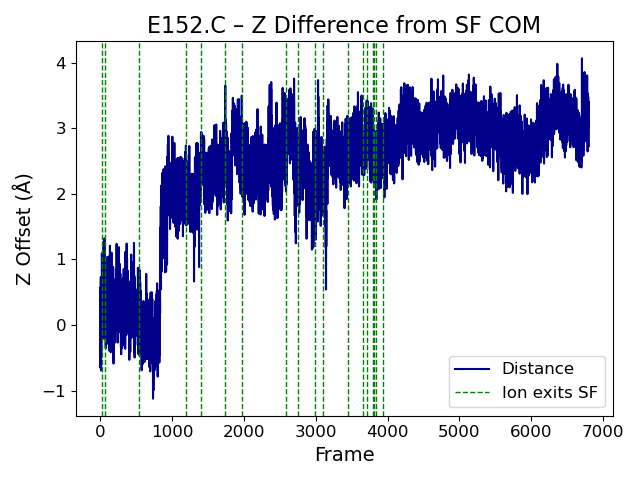 E152.C – Z Difference from SF COM
Z Offset (Å)
4
3
2
1
0
−1
Distance
Ion exits SF
0 1000 2000 3000 4000 5000 6000 7000
Frame